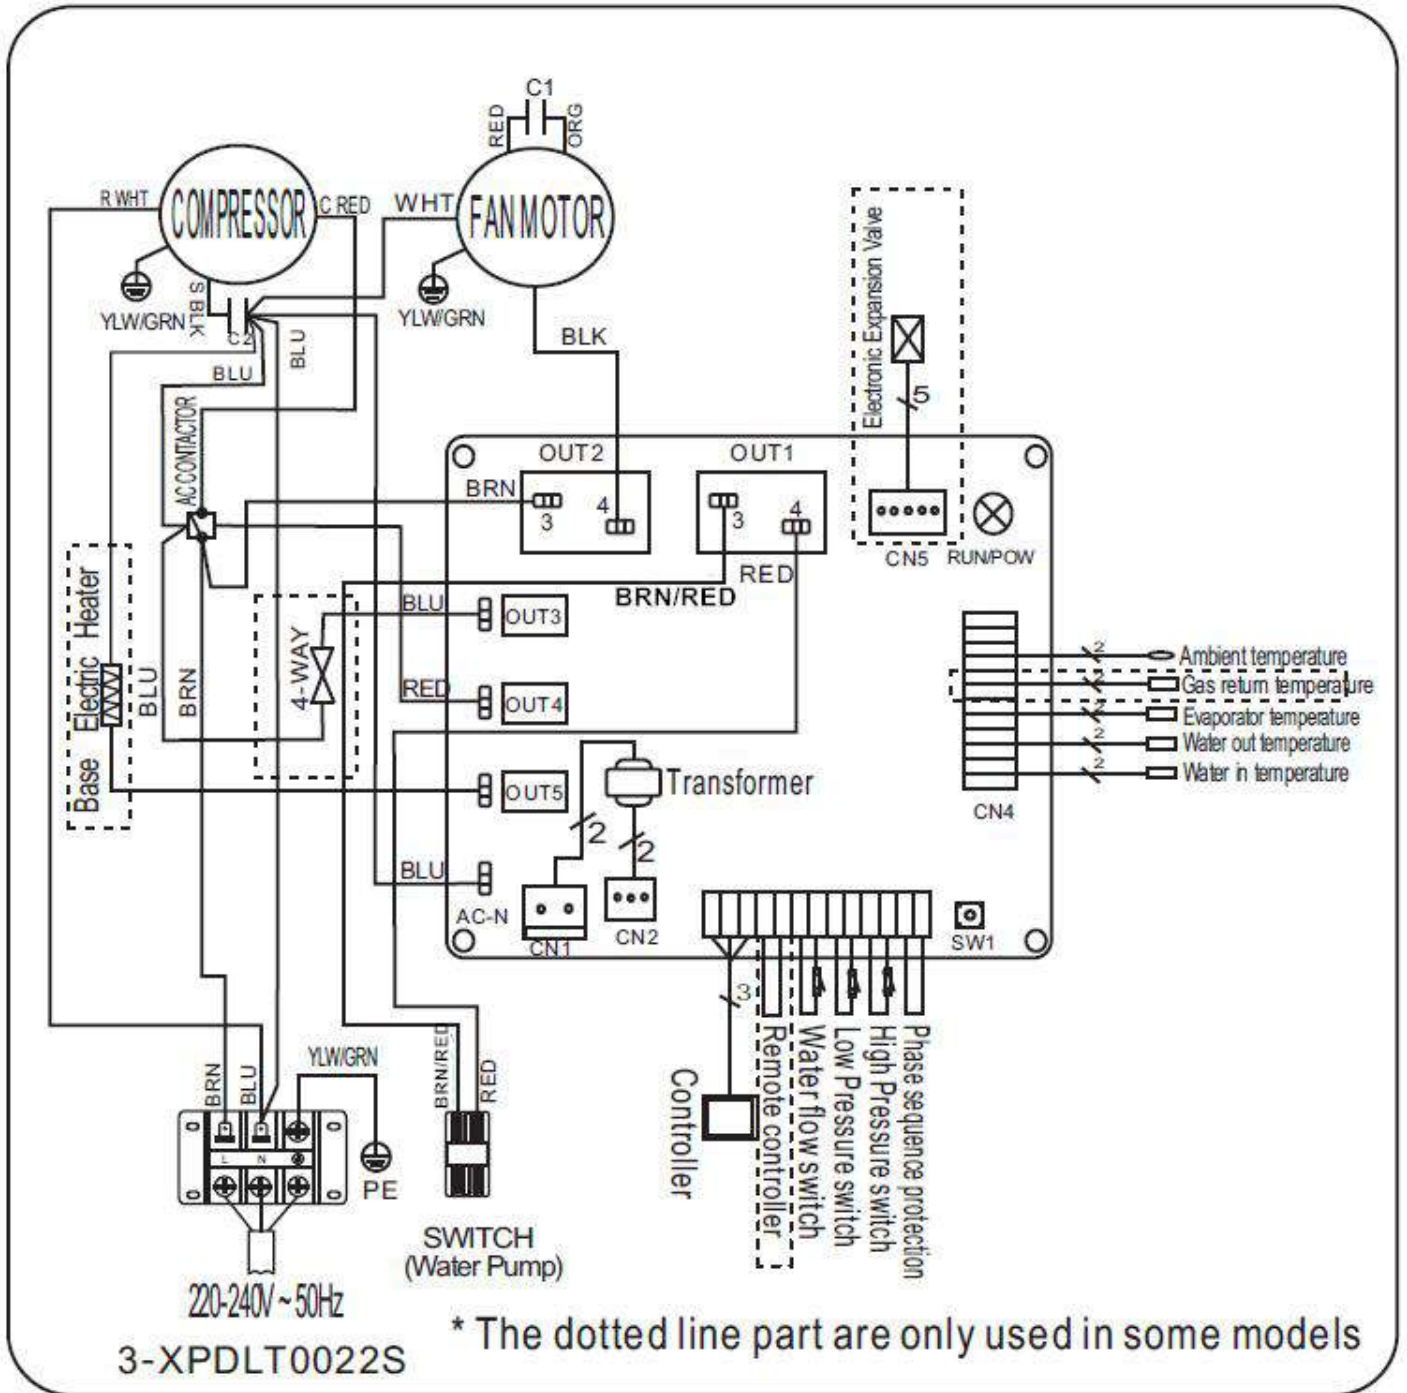 C1
RED
ORG
COMPRESSOR
FAN MOTOR
R WHT
C RED
WHT
YLW/GRN
S BLK
C2
BLU
BLU
YLW/GRN
BLK
Electronic Expansion Valve
5
CN5
RUN/POW
AC CONTACTOR
OUT2
BRN
3
4
OUT1
3
4
RED
BRN/RED
Base Electric Heater
BLU
BRN
4-WAY
BLU
OUT3
RED
OUT4
OUT5
BLU
AC-N
Transformer
2
2
CN1
CN2
2
Ambient temperature
2
Gas return temperature
2
Evaporator temperature
2
Water out temperature
2
Water in temperature
CN4
SW1
3
Controller
Remote controller
Water flow switch
Low Pressure switch
High Pressure switch
Phase sequence protection
BRN
BLU
YLW/GRN
L
N
PE
BRN/RED
RED
SWITCH
(Water Pump)
220-240V ~ 50Hz
3-XPDLT0022S
* The dotted line part are only used in some models